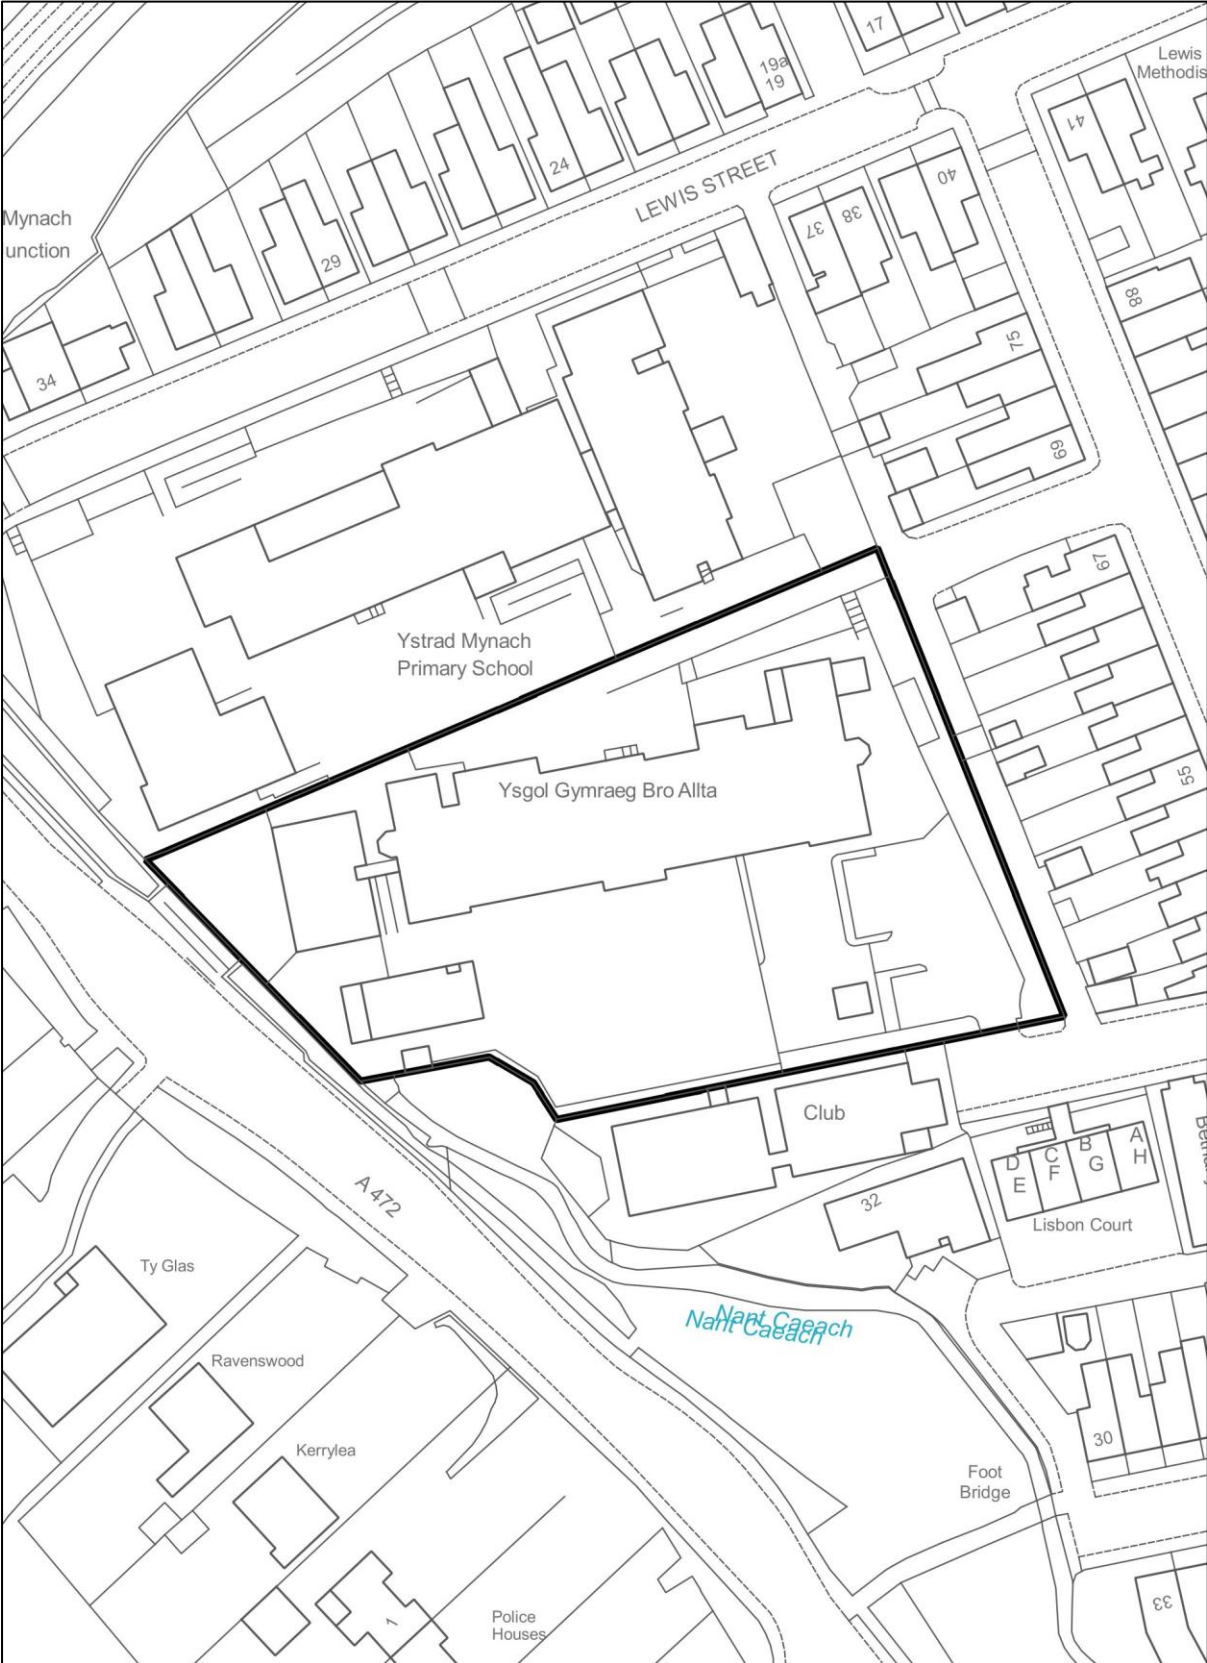 17
Lewis
Methodis
19a
19
41
24
LEWIS STREET
40
38
37
Mynach
unction
29
88
75
34
69
67
Ystrad Mynach
Primary School
55
Ysgol Gymraeg Bro Allta
Club
A
B
C
D
H
G
F
E
A 472
32
Lisbon Court
Ty Glas
Nant Caeach
Nant Caeach
Ravenswood
30
Kerrylea
Foot
Bridge
33
1
Police
Houses